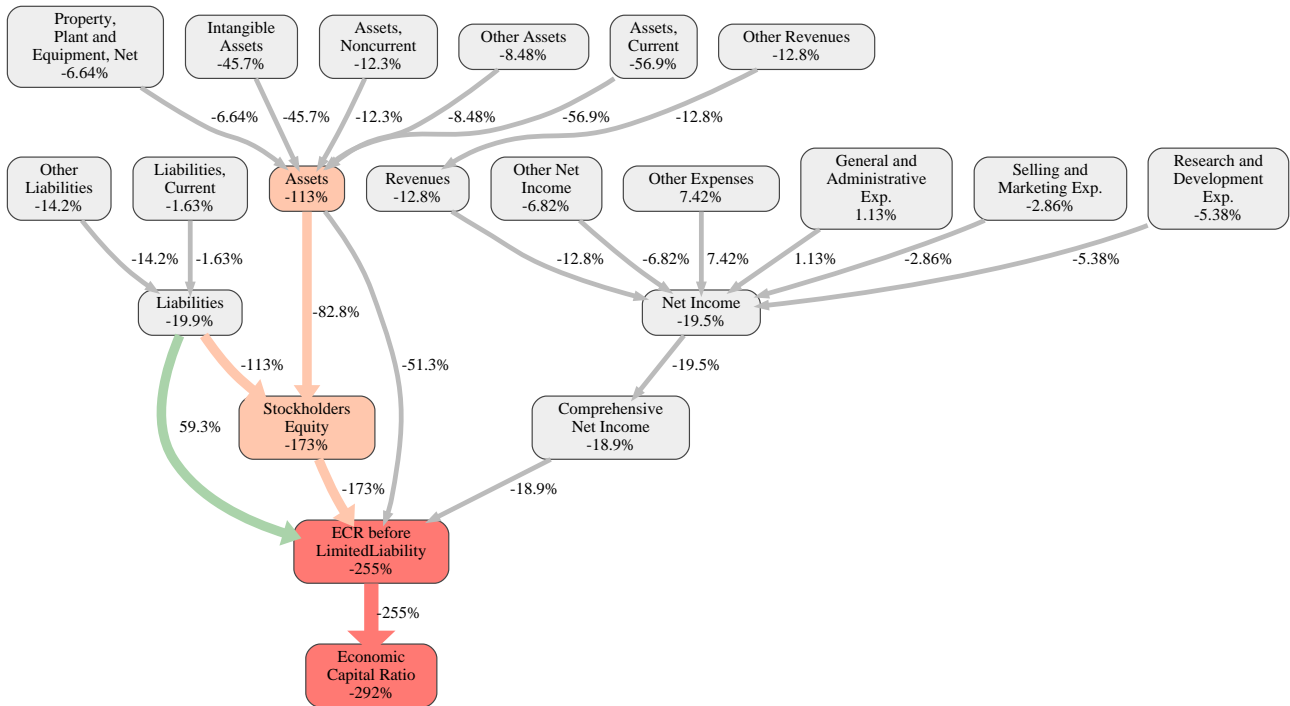 Property,
Plant and
Equipment, Net
-6.64%
Intangible
Assets
-45.7%
Assets,
Noncurrent
-12.3%
Other Assets
-8.48%
Assets,
Current
-56.9%
Other Revenues
-12.8%
-6.64%
-45.7%
-12.3%
-8.48%
-56.9%
-12.8%
Other
Liabilities
-14.2%
Liabilities,
Current
-1.63%
Assets
-113%
Revenues
-12.8%
Other Net
Income
-6.82%
Other Expenses
7.42%
General and
Administrative
Exp.
1.13%
Selling and
Marketing Exp.
-2.86%
Research and
Development
Exp.
-5.38%
-14.2%
-1.63%
-12.8%
-6.82%
7.42%
1.13%
-2.86%
-5.38%
Liabilities
-19.9%
Net Income
-19.5%
-82.8%
-113%
-51.3%
-19.5%
59.3%
Stockholders
Equity
-173%
Comprehensive
Net Income
-18.9%
-173%
-18.9%
ECR before
LimitedLiability
-255%
-255%
Economic
Capital Ratio
-292%